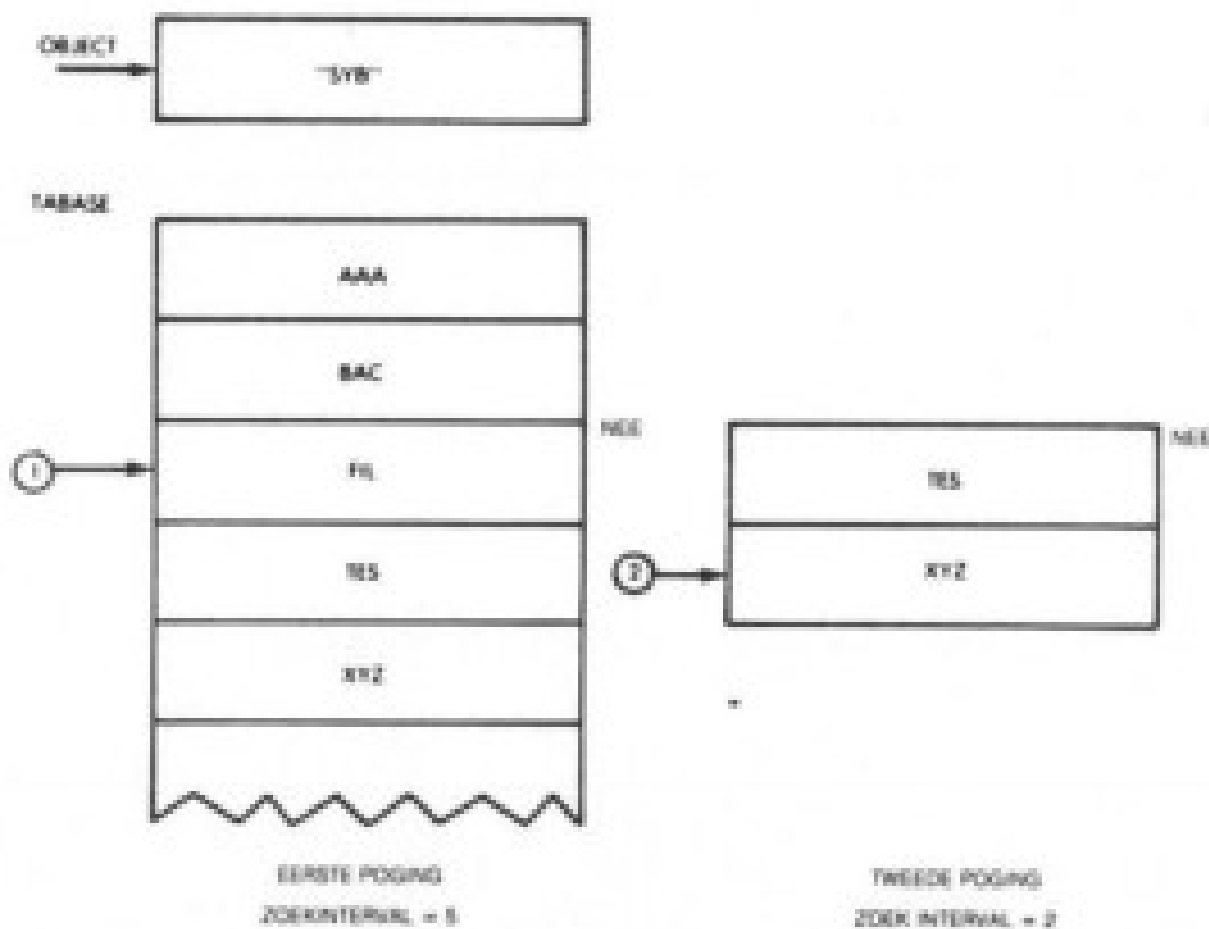 OBJECT
"SYB"
TABASE
AAA
BAC
NEE
1
FIL
TES
XYZ
NEE
TES
2
XYZ
EERSTE POGING
ZOEKINTERVAL = 5
TWEEDE POGING
ZOEK INTERVAL = 2